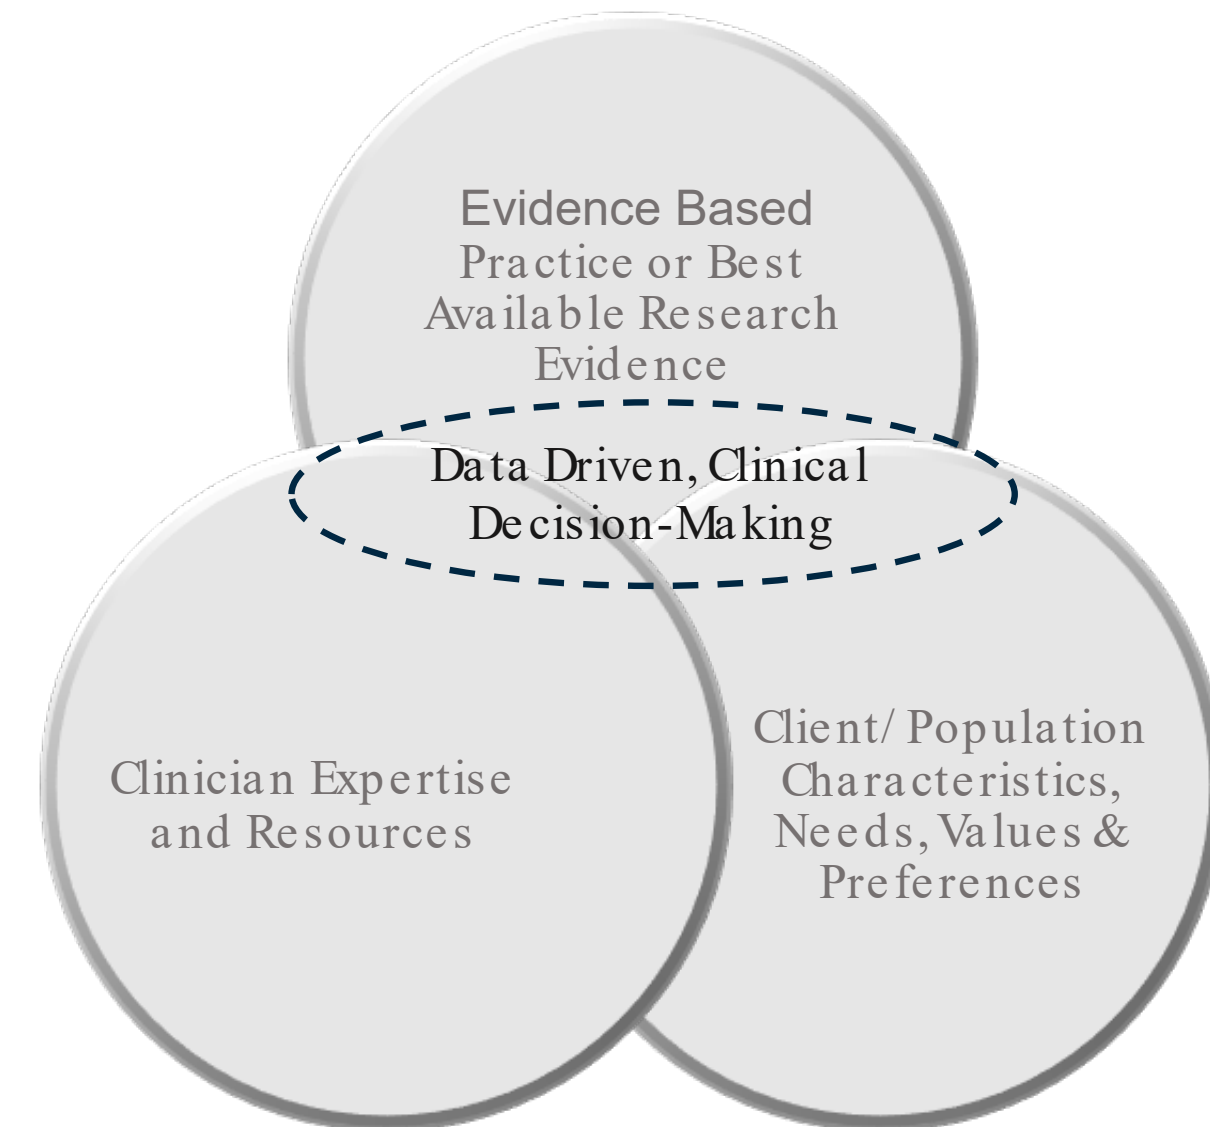 Evidence Based
Practice or Best
Available Research
Evidence
Data Driven, Clinical
Decision-Making
Clinician Expertise
and Resources
Client/ Population
Characteristics,
Needs, Values &
Preferences